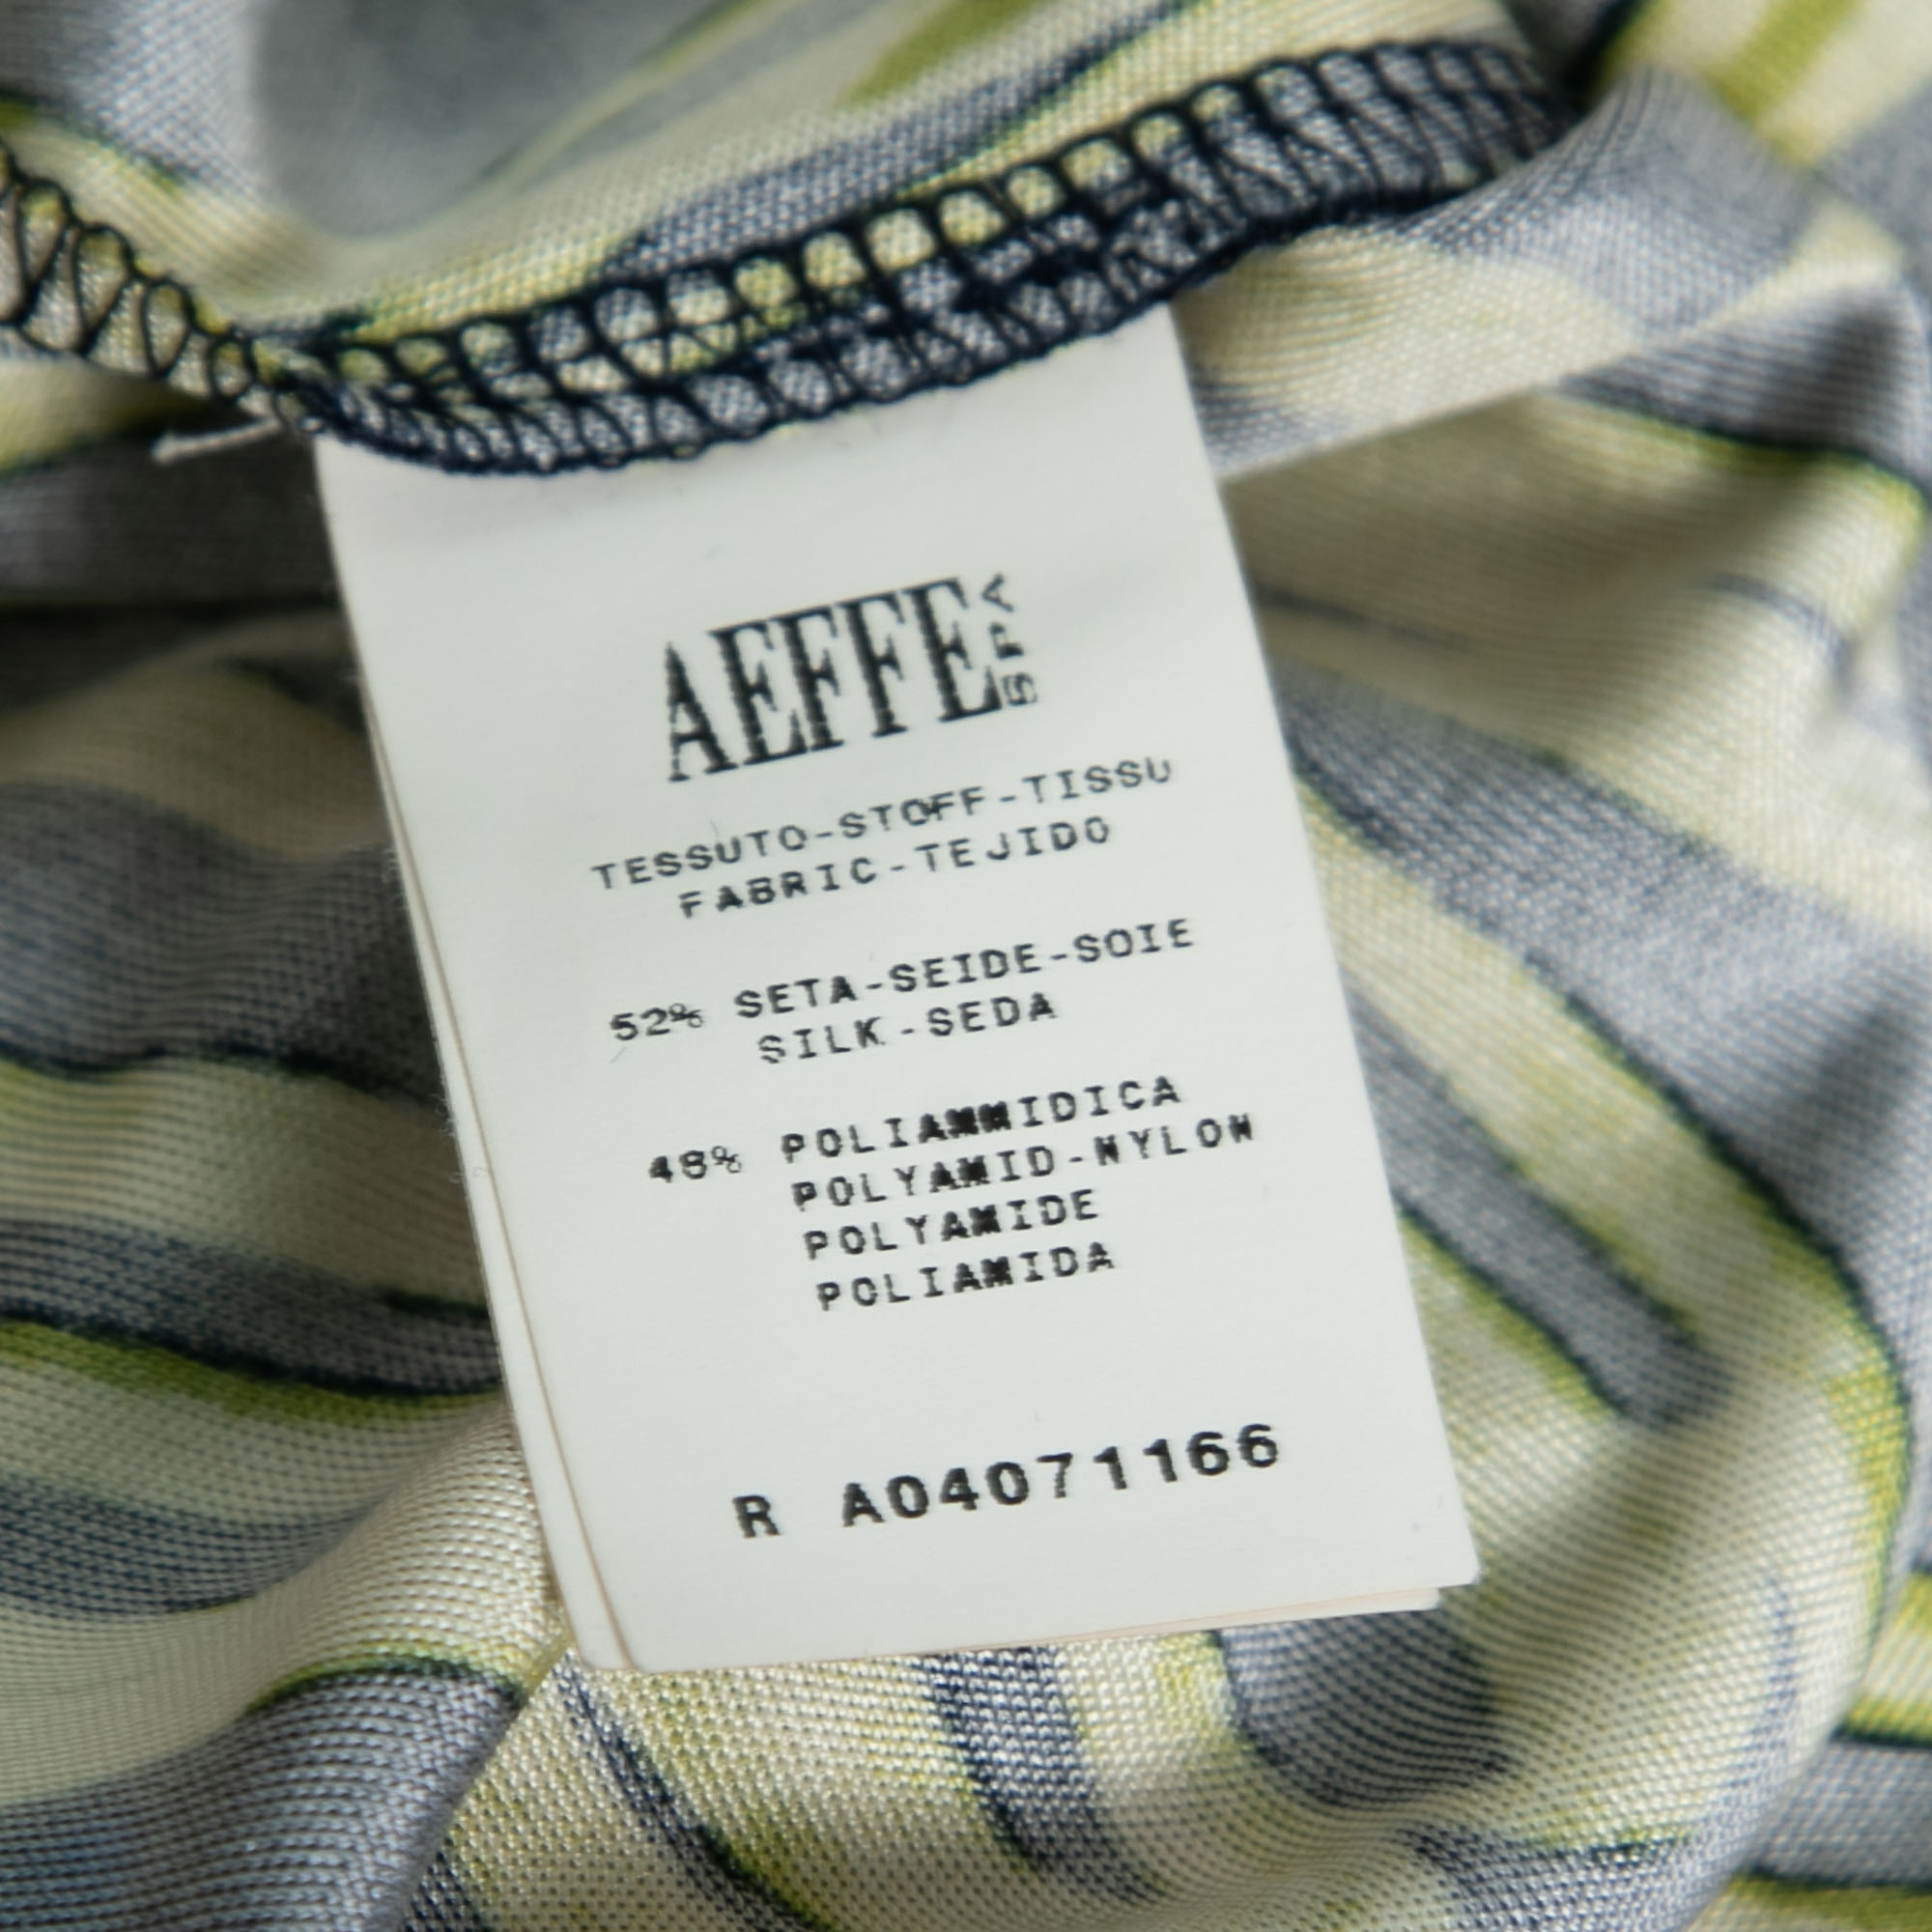 AEFFE SPA
TESSUTO-STOFF-TISSU
FABRIC-TEJIDO
52% SETA-SEIDE-SOIE
SILK-SEDA
48% POLIAMMIDICA
POLYAMID-NYLON
POLYAMIDE
POLIAMIDA
R A04071166